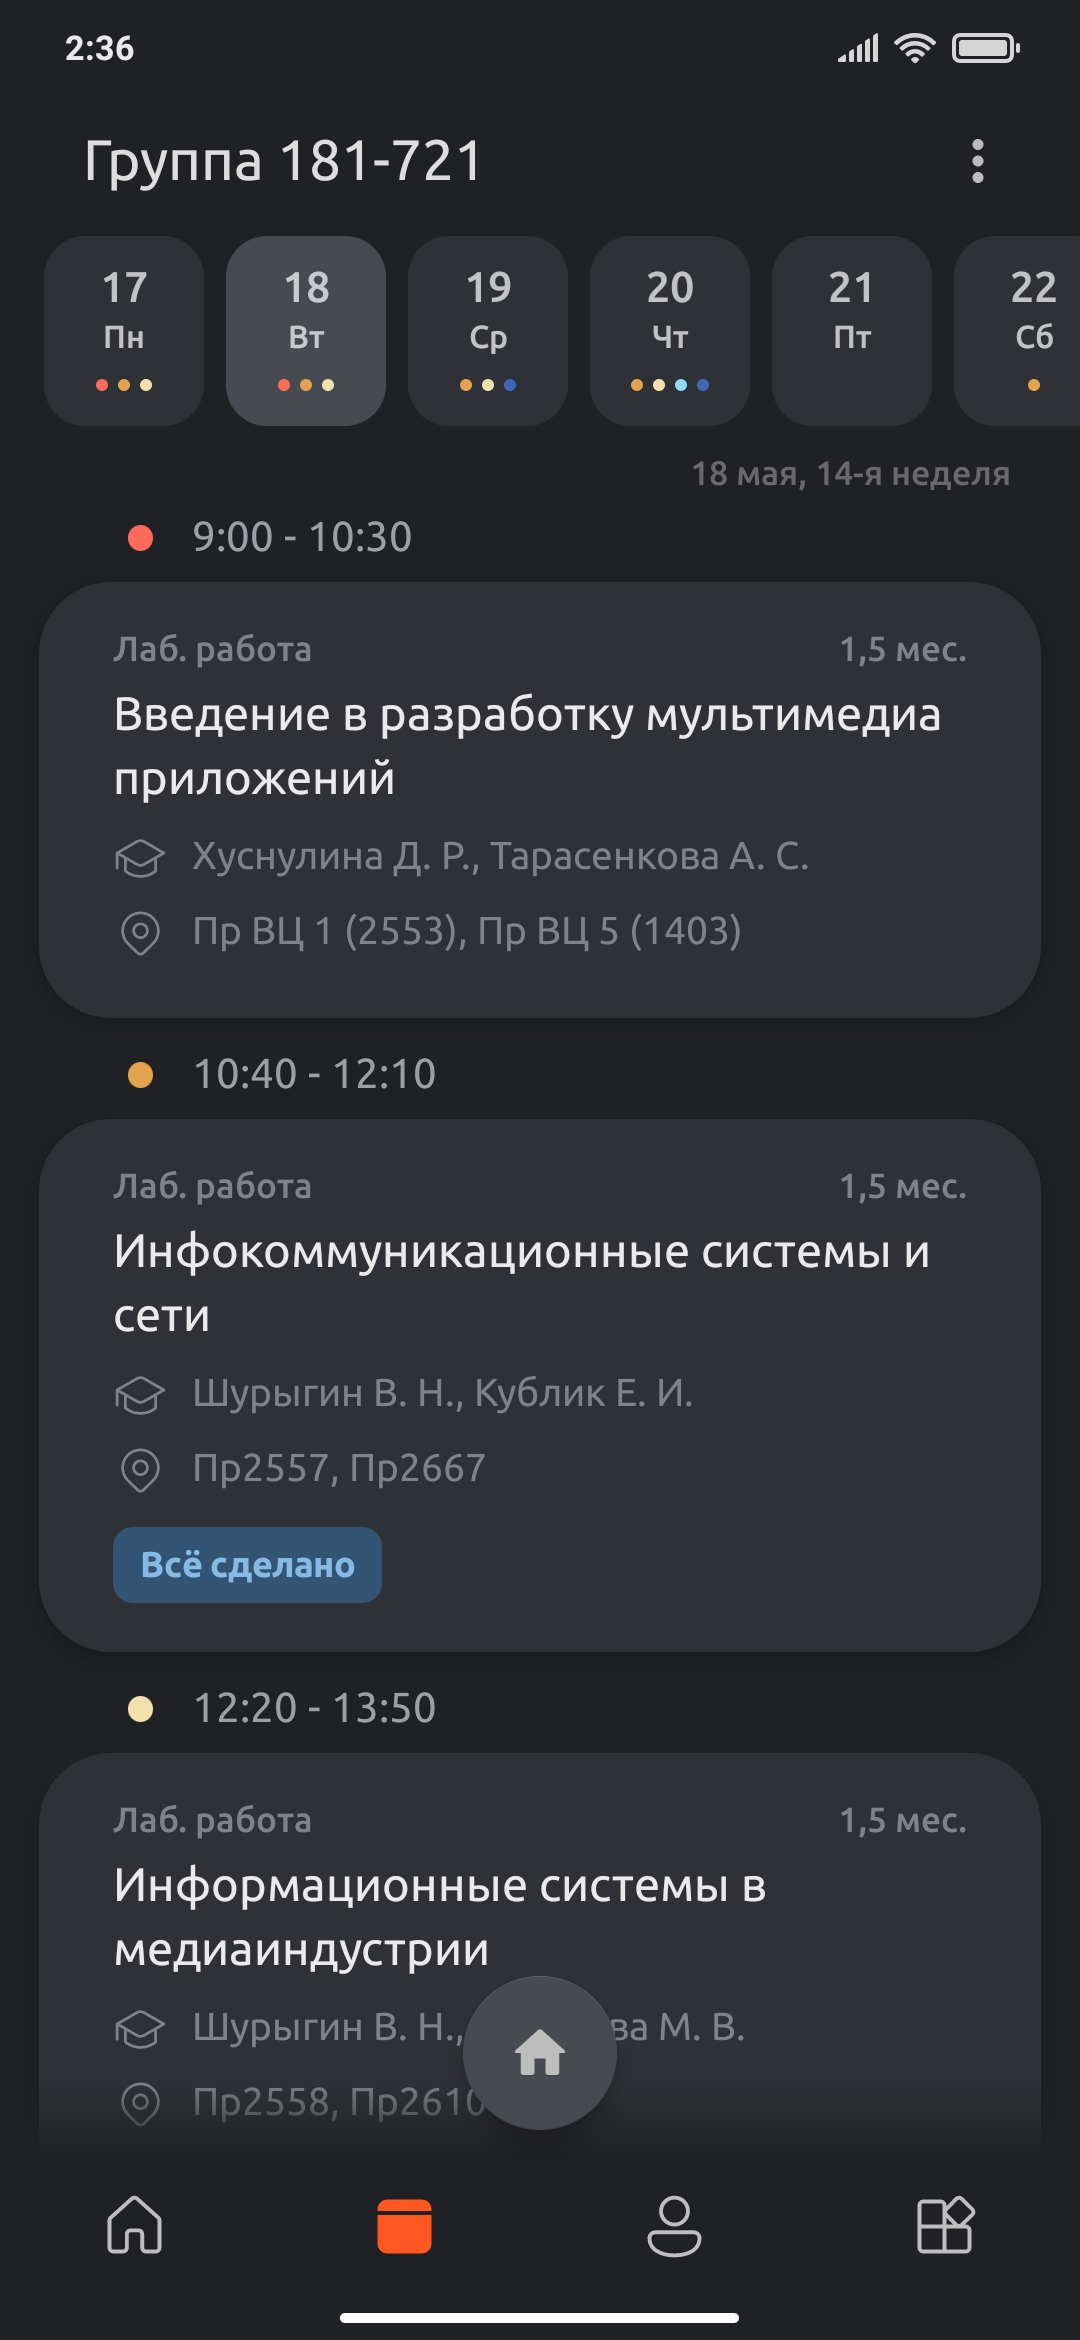 2:36
Группа 181-721
17 18 19 20 21 22
Пн Вт Ср Чт Пт Сб
18 мая, 14-я неделя
9:00 - 10:30
Лаб. работа 1,5 мес.
Введение в разработку мультимедиа
приложений
Хуснулина Д. Р., Тарасенкова А. С.
Пр ВЦ 1 (2553), Пр ВЦ 5 (1403)
10:40 - 12:10
Лаб. работа 1,5 мес.
Инфокоммуникационные системы и
сети
Шурыгин В. Н., Кублик Е. И.
Пр2557, Пр2667
Всё сделано
12:20 - 13:50
Лаб. работа 1,5 мес.
Информационные системы в
медиаиндустрии
Шурыгин В. Н., М. В.
Пр2558, Пр2610